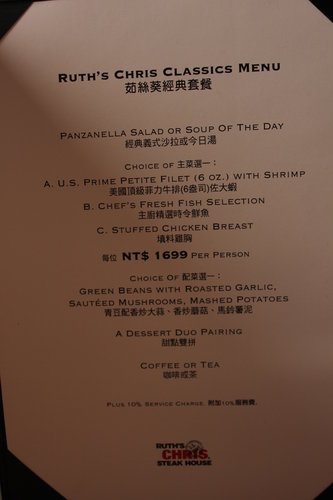 Ruth's Chris Classics Menu
茹絲葵經典套餐
Panzanella Salad or Soup Of The Day
經典義式沙拉或今日湯
Choice of 主菜選一：
A. U.S. Prime Petite Filet (6 oz.) with Shrimp
美國頂級菲力牛排(6盎司)佐大蝦
B. Chef's Fresh Fish Selection
主廚精選時令鮮魚
C. Stuffed Chicken Breast
填料雞胸
每位 NT$ 1699 Per Person
Choice Of 配菜選一：
Green Beans with Roasted Garlic,
Sautéed Mushrooms, Mashed Potatoes
青豆配香炒大蒜、香炒蘑菇、馬鈴薯泥
A Dessert Duo Pairing
甜點雙拼
Coffee or Tea
咖啡或茶
Plus 10% Service Charge. 附加10%服務費.
RUTH'S
CHRIS
STEAK HOUSE